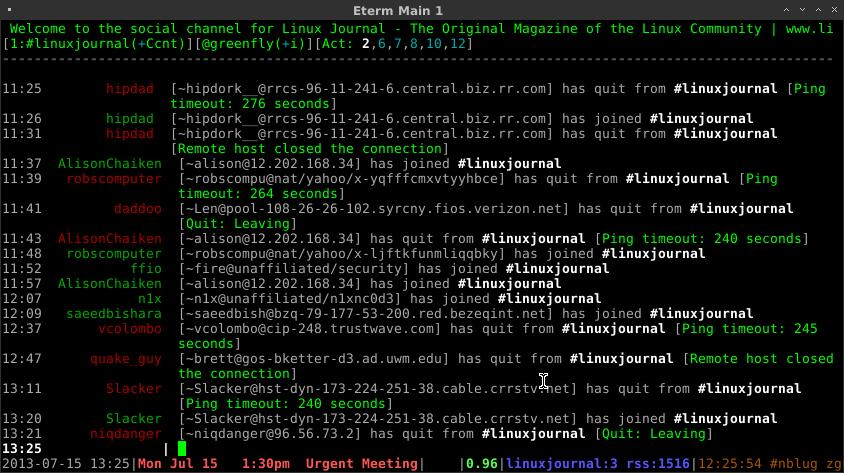 Eterm Main 1
Welcome to the social channel for Linux Journal - The Original Magazine of the Linux Community | www.li
[1:#linuxjournal(+Ccnt)][@greenfly(+i)][Act: 2,6,7,8,10,12]
11:25 hipdad [~hipdork__@rrcs-96-11-241-6.central.biz.rr.com] has quit from #linuxjournal [Ping
timeout: 276 seconds]
11:26 hipdad [~hipdork__@rrcs-96-11-241-6.central.biz.rr.com] has joined #linuxjournal
11:31 hipdad [~hipdork__@rrcs-96-11-241-6.central.biz.rr.com] has quit from #linuxjournal
[Remote host closed the connection]
11:37 AlisonChaiken [~alison@12.202.168.34] has joined #linuxjournal
11:39 robscomputer [~robscompu@nat/yahoo/x-yqfffcmxvtyyhbce] has quit from #linuxjournal [Ping
timeout: 264 seconds]
11:41 daddoo [~Len@pool-108-26-26-102.syrcny.fios.verizon.net] has quit from #linuxjournal
[Quit: Leaving]
11:43 AlisonChaiken [~alison@12.202.168.34] has quit from #linuxjournal [Ping timeout: 240 seconds]
11:48 robscomputer [~robscompu@nat/yahoo/x-ljftkfunmliqqbky] has joined #linuxjournal
11:52 ffio [~fire@unaffiliated/security] has joined #linuxjournal
11:57 AlisonChaiken [~alison@12.202.168.34] has joined #linuxjournal
12:07 n1x [~n1x@unaffiliated/n1xnc0d3] has joined #linuxjournal
12:09 saeedbishara [~saeedbish@bzq-79-177-53-200.red.bezeqint.net] has joined #linuxjournal
12:37 vcolombo [~vcolombo@cip-248.trustwave.com] has quit from #linuxjournal [Ping timeout: 245
seconds]
12:47 quake_guy [~brett@gos-bketter-d3.ad.uwm.edu] has quit from #linuxjournal [Remote host closed
the connection]
13:11 Slacker [~Slacker@hst-dyn-173-224-251-38.cable.crrstv.net] has quit from #linuxjournal
[Ping timeout: 240 seconds]
13:20 Slacker [~Slacker@hst-dyn-173-224-251-38.cable.crrstv.net] has joined #linuxjournal
13:21 niqdanger [~niqdanger@96.56.73.2] has quit from #linuxjournal [Quit: Leaving]
13:25 |
2013-07-15 13:25|Mon Jul 15 1:30pm Urgent Meeting| |0.96|linuxjournal:3 rss:1516|12:25:54 #nblug zg